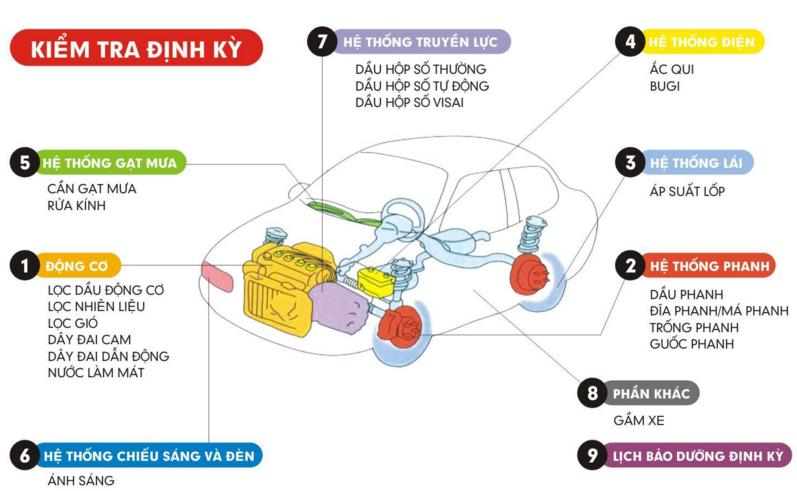 KIỂM TRA ĐỊNH KỲ
7 HỆ THỐNG TRUYỀN LỰC
DẦU HỘP SỐ THƯỜNG
DẦU HỘP SỐ TỰ ĐỘNG
DẦU HỘP SỐ VISAI
4 HỆ THỐNG ĐIỆN
ẮC QUI
BUGI
5 HỆ THỐNG GẠT MƯA
CẦN GẠT MƯA
RỬA KÍNH
3 HỆ THỐNG LÁI
ÁP SUẤT LỐP
1 ĐỘNG CƠ
LỌC DẦU ĐỘNG CƠ
LỌC NHIÊN LIỆU
LỌC GIÓ
DÂY ĐAI CAM
DÂY ĐAI DẪN ĐỘNG
NƯỚC LÀM MÁT
2 HỆ THỐNG PHANH
DẦU PHANH
ĐĨA PHANH/MÁ PHANH
TRỐNG PHANH
GUỐC PHANH
8 PHẦN KHÁC
GẦM XE
6 HỆ THỐNG CHIẾU SÁNG VÀ ĐÈN
ÁNH SÁNG
9 LỊCH BẢO DƯỠNG ĐỊNH KỲ